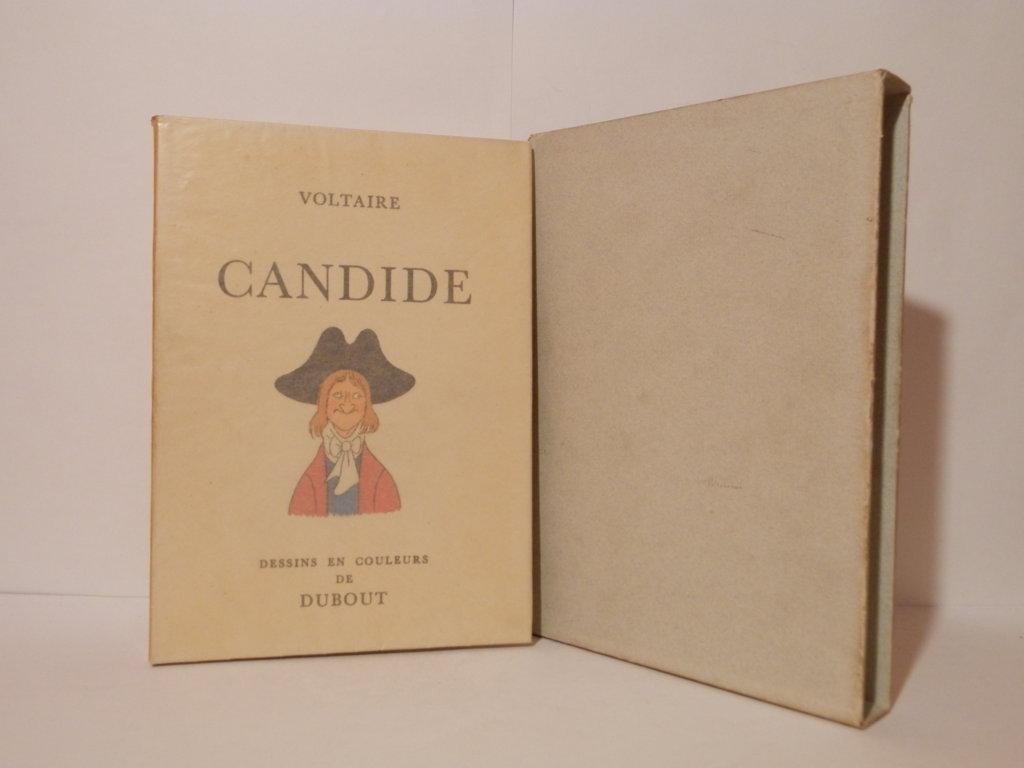 VOLTAIRE
CANDIDE
DESSINS EN COULEURS
DE
DUBOUT